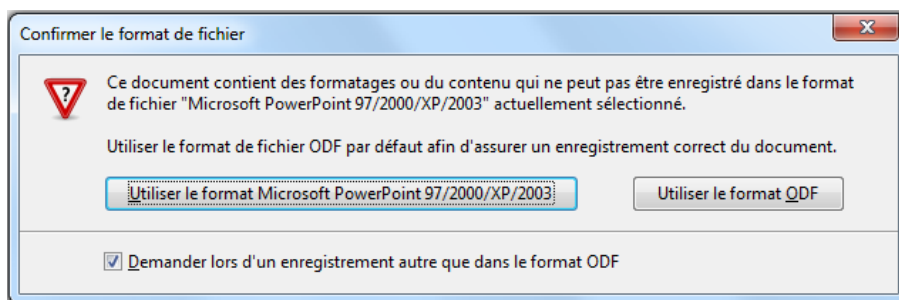 Confirmer le format de fichier
Ce document contient des formatages ou du contenu qui ne peut pas être enregistré dans le format
de fichier "Microsoft PowerPoint 97/2000/XP/2003" actuellement sélectionné.
Utiliser le format de fichier ODF par défaut afin d'assurer un enregistrement correct du document.
Utiliser le format Microsoft PowerPoint 97/2000/XP/2003 Utiliser le format ODF
Demander lors d'un enregistrement autre que dans le format ODF